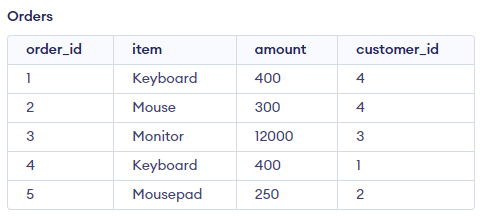 Orders
order_id item amount customer_id
1 Keyboard 400 4
2 Mouse 300 4
3 Monitor 12000 3
4 Keyboard 400 1
5 Mousepad 250 2